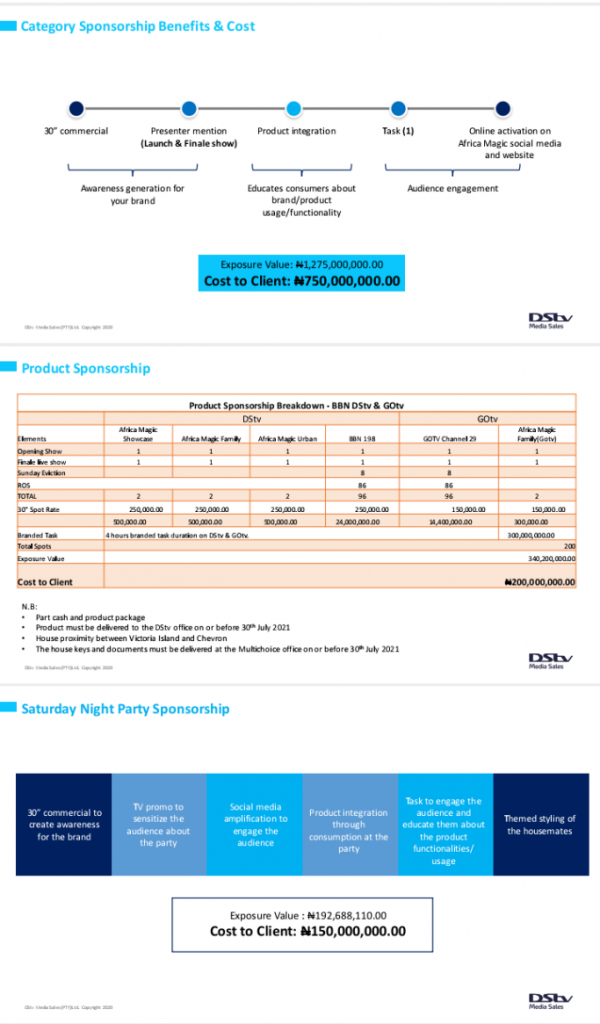 Category Sponsorship Benefits & Cost
30" commercial
Presenter mention
(Launch & Finale show)
Product integration
Task (1)
Online activation on
Africa Magic social media
and website
Awareness generation for
your brand
Educates consumers about
brand/product
usage/functionality
Audience engagement
Exposure Value: ₦1,275,000,000.00
Cost to Client: ₦750,000,000.00
DStv Media Sales (PTY)Ltd. Copyright 2020
DStv
Media Sales
Product Sponsorship
Product Sponsorship Breakdown - BBN DStv & GOtv
DStv GOtv
Elements Africa Magic Showcase Africa Magic Family Africa Magic Urban BBN 198 GOTV Channel 29 Africa Magic Family(Gotv)
Opening Show 1 1 1 1 1 1
Finale live show 1 1 1 1 1 1
Sunday Eviction 8 8
ROS 86 86
TOTAL 2 2 2 96 96 2
30" Spot Rate 250,000.00 250,000.00 250,000.00 250,000.00 150,000.00 150,000.00
500,000.00 500,000.00 500,000.00 24,000,000.00 14,400,000.00 300,000.00
Branded Task 4 hours branded task duration on DStv & GOtv. 300,000,000.00
Total Spots 200
Exposure Value 340,200,000.00
Cost to Client ₦200,000,000.00
N.B:
• Part cash and product package
• Product must be delivered to the DStv office on or before 30th July 2021
• House proximity between Victoria Island and Chevron
• The house keys and documents must be delivered at the Multichoice office on or before 30th July 2021
DStv Media Sales (PTY)Ltd. Copyright 2020
DStv
Media Sales
Saturday Night Party Sponsorship
30" commercial to
create awareness
for the brand
TV promo to
sensitize the
audience about
the party
Social media
amplification to
engage the
audience
Product integration
through
consumption at the
party
Task to engage the
audience and
educate them about
the product
functionalities/
usage
Themed styling of
the housemates
Exposure Value : ₦192,688,110.00
Cost to Client: ₦150,000,000.00
DStv Media Sales (PTY)Ltd. Copyright 2020
DStv
Media Sales